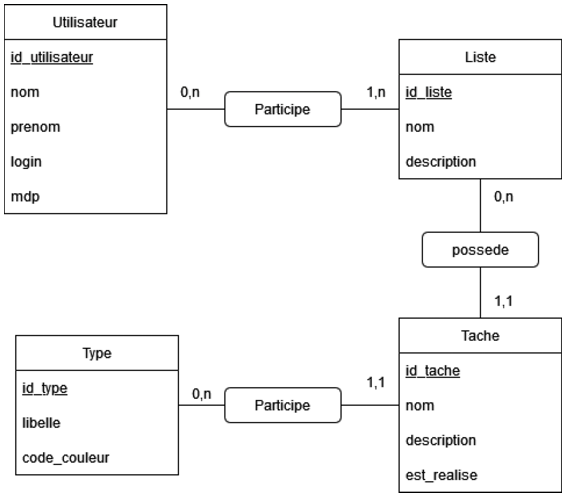 Utilisateur
id_utilisateur
nom
prenom
login
mdp
0,n
Participe
1,n
Liste
id_liste
nom
description
0,n
possede
1,1
Type
id_type
libelle
code_couleur
0,n
Participe
1,1
Tache
id_tache
nom
description
est_realise